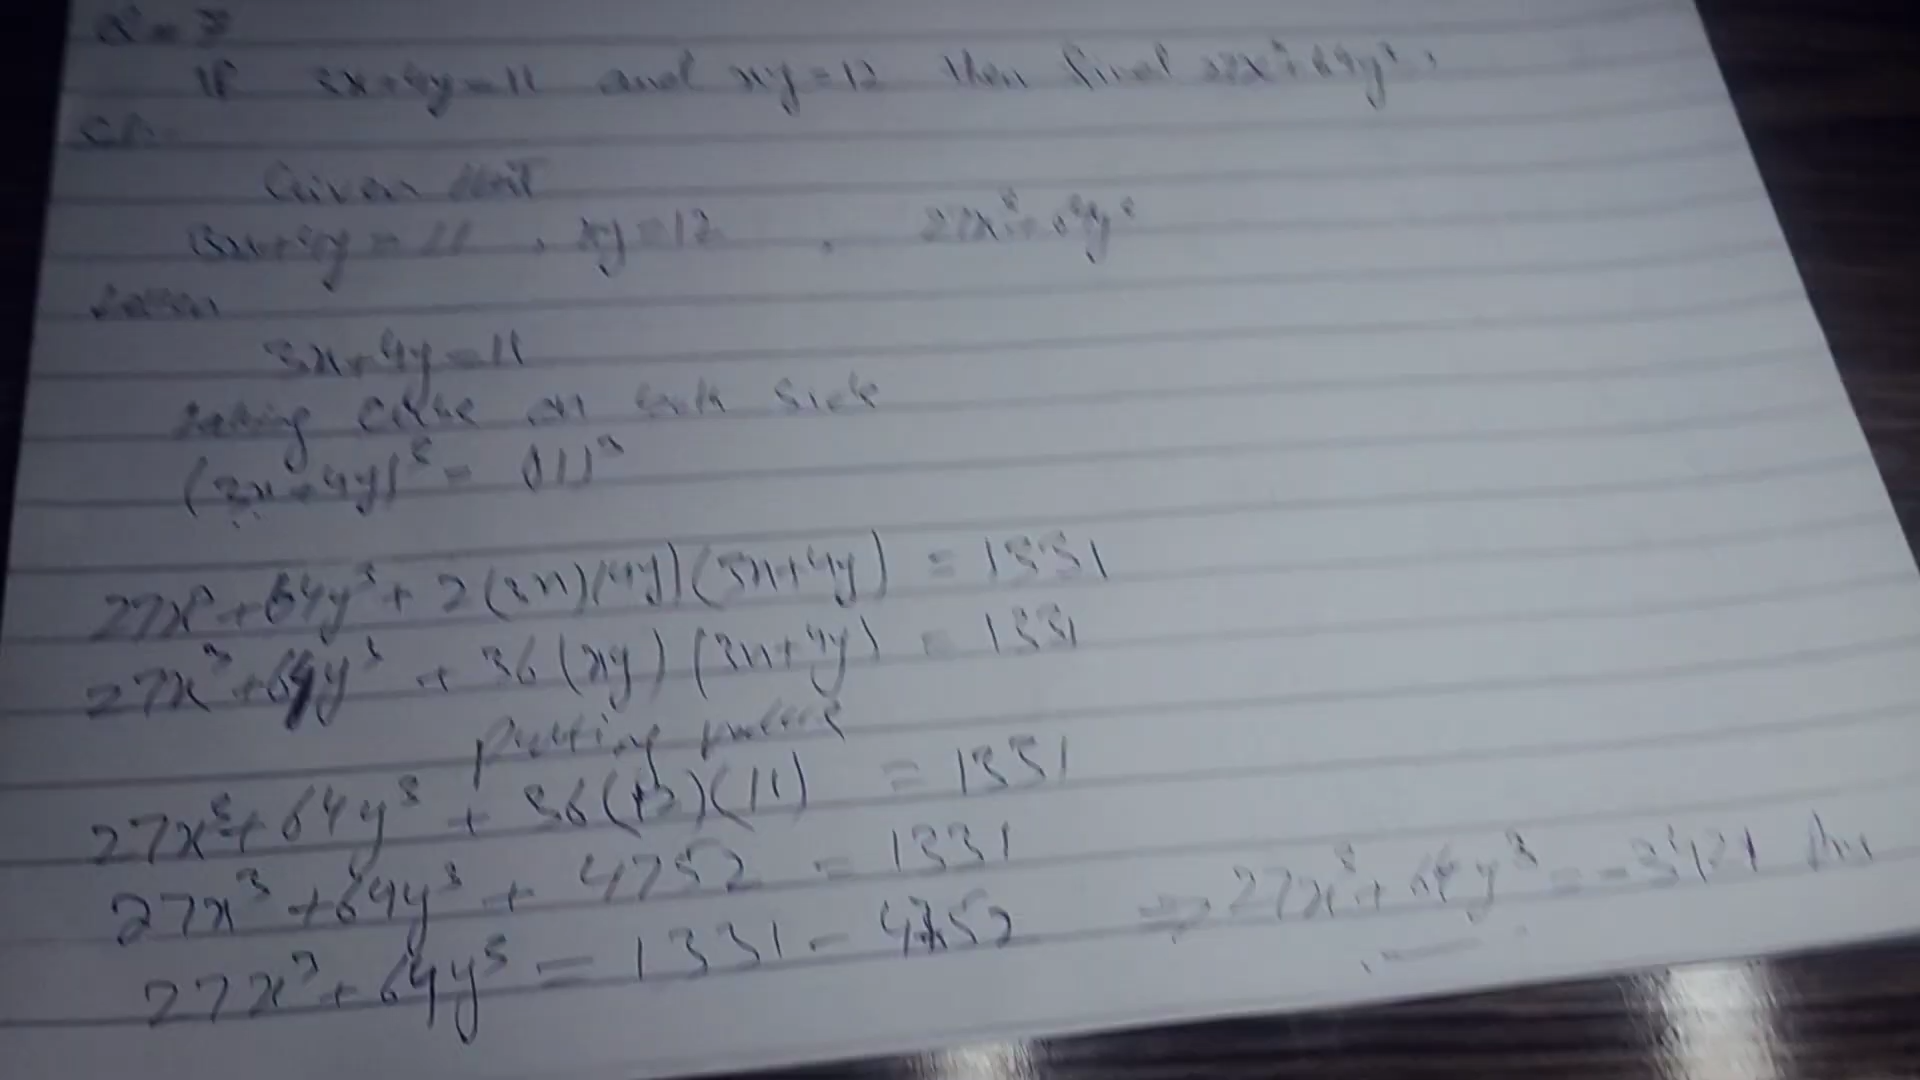 Q = 7
If 3x+4y=11 and xy=12 then find 27x³+64y³.
Given that
3x+4y=11 , xy=12 , 27x³+64y³
3x+4y=11
taking cube on both side
(3x+4y)³ = (11)³
27x³+64y³+2(3x)(4y)(3x+4y) = 1331
27x³+64y³ + 36(xy)(3x+4y) = 1331
putting
27x³+64y³ + 36(12)(11) = 1331
27x³+64y³ + 4752 = 1331
27x³+64y³ = 1331 - 4752 => 27x³+64y³ = -3421 Ans